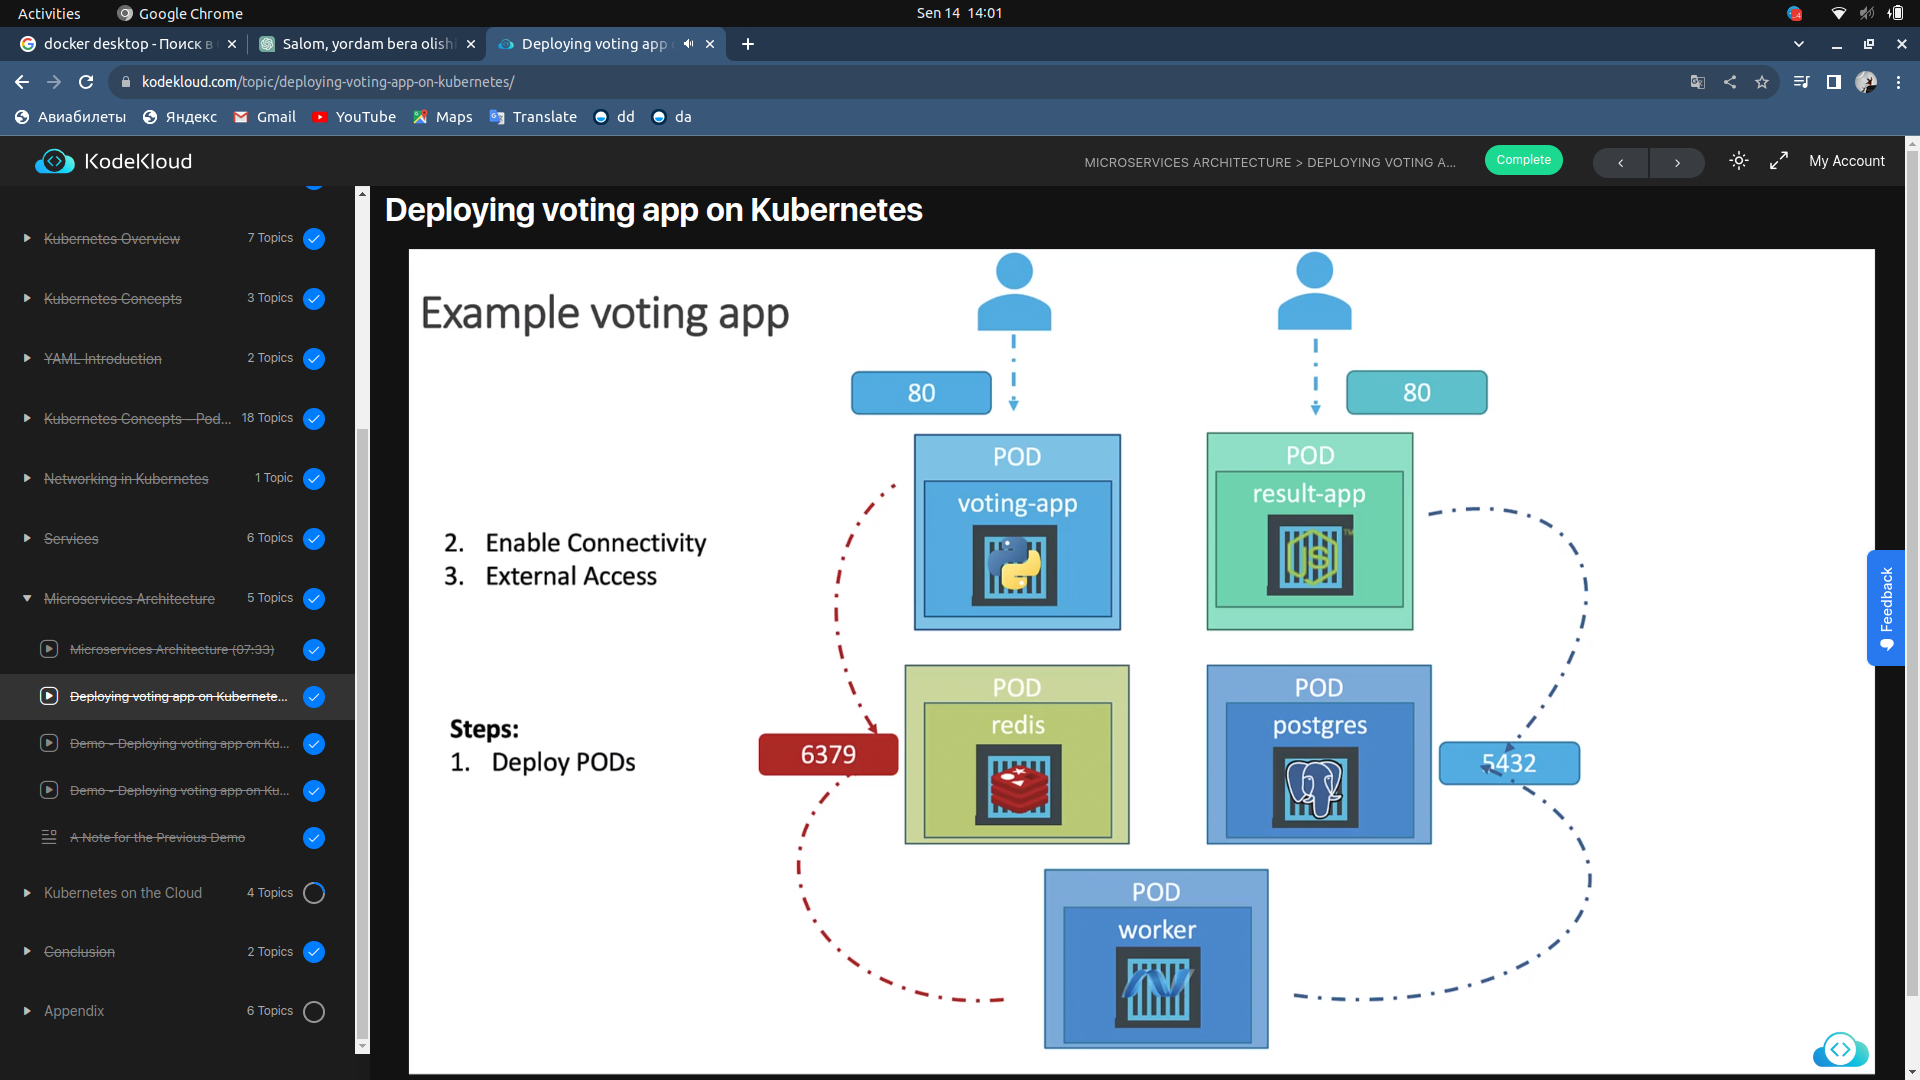 Activities
Google Chrome
Sen 14 14:01
docker desktop - Поиск в
Salom, yordam bera olish
Deploying voting app
kodekloud.com/topic/deploying-voting-app-on-kubernetes/
Авиабилеты
Яндекс
Gmail
YouTube
Maps
Translate
dd
da
KodeKloud
MICROSERVICES ARCHITECTURE > DEPLOYING VOTING A...
Complete
My Account
Kubernetes Overview 7 Topics
Kubernetes Concepts 3 Topics
YAML Introduction 2 Topics
Kubernetes Concepts - Pod... 18 Topics
Networking in Kubernetes 1 Topic
Services 6 Topics
Microservices Architecture 5 Topics
Microservices Architecture (07:33)
Deploying voting app on Kubernete...
Demo - Deploying voting app on Ku...
Demo - Deploying voting app on Ku...
A Note for the Previous Demo
Kubernetes on the Cloud 4 Topics
Conclusion 2 Topics
Appendix 6 Topics
Deploying voting app on Kubernetes
Example voting app
80
80
POD
voting-app
POD
result-app
JS
TM
2. Enable Connectivity
3. External Access
Steps:
1. Deploy PODs
6379
POD
redis
POD
postgres
5432
POD
worker
Feedback